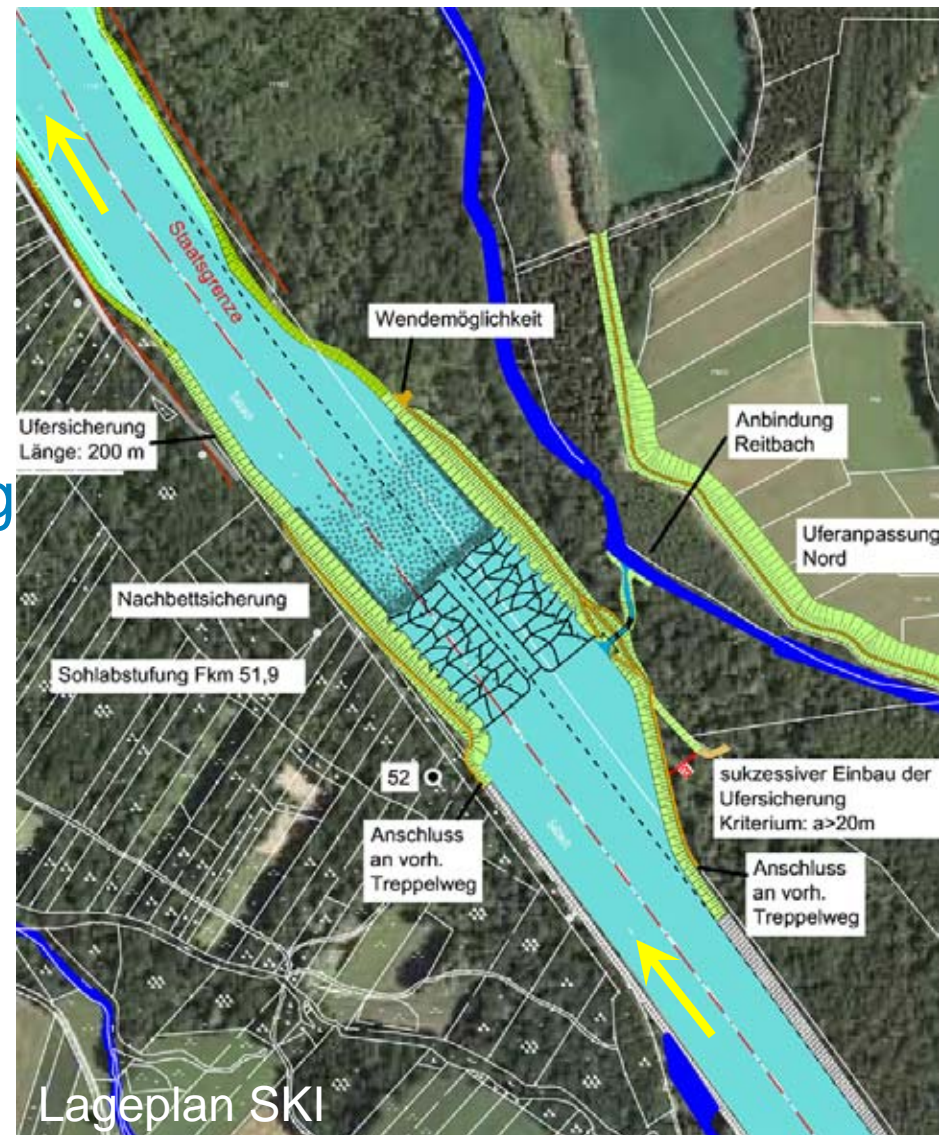 Staatsgrenze
Wendemöglichkeit
Ufersicherung
Länge: 200 m
Anbindung
Reitbach
g
Uferanpassung
Nord
Nachbettsicherung
Sohlabstufung Fkm 51,9
52
sukzessiver Einbau der
Ufersicherung
Kriterium: a>20m
Anschluss
an vorh.
Treppelweg
Anschluss
an vorh.
Treppelweg
Lageplan SKI